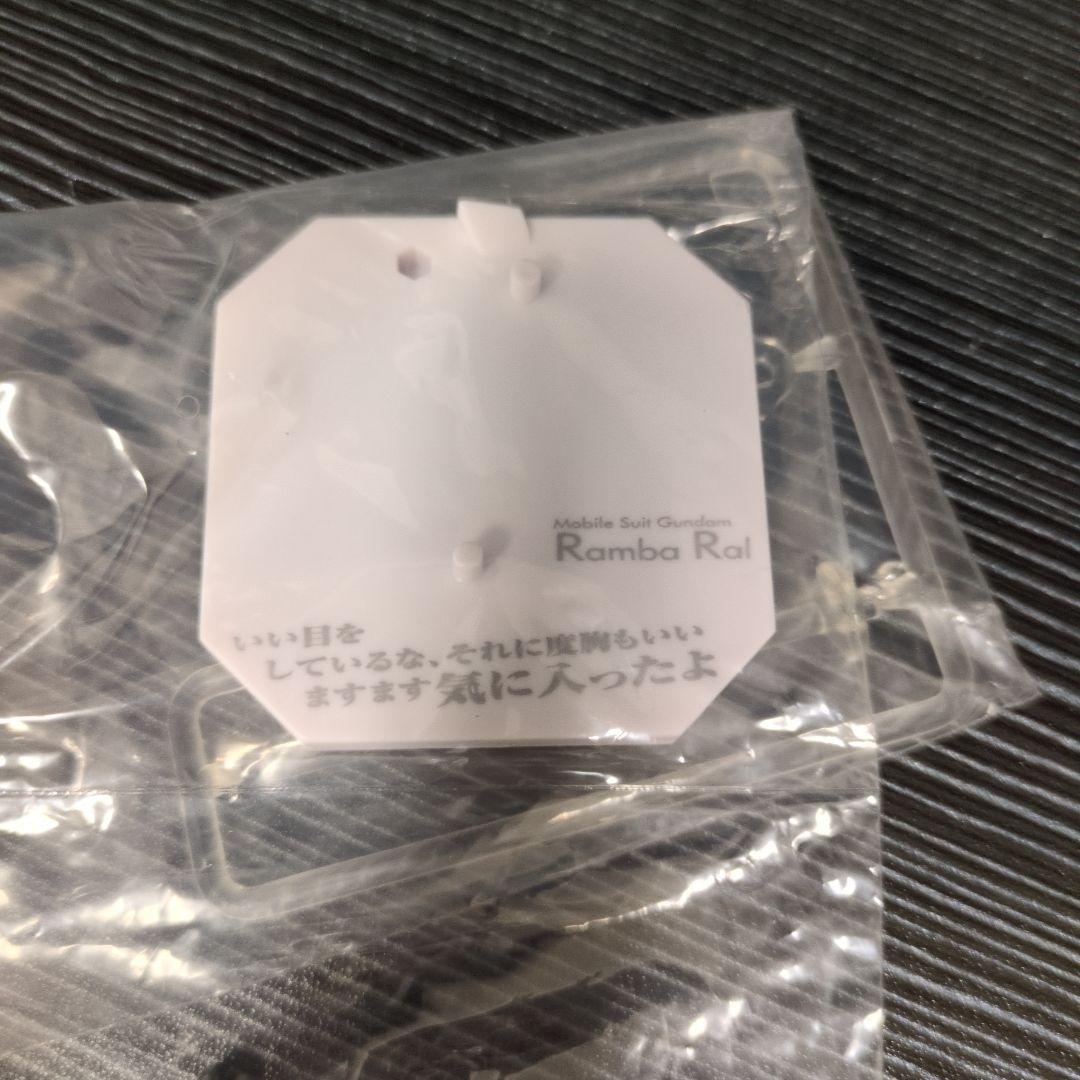 Mobile Suit Gundam
Ramba Ral
いい目を
しているな、それに度胸もいい
ますます気に入ったよ